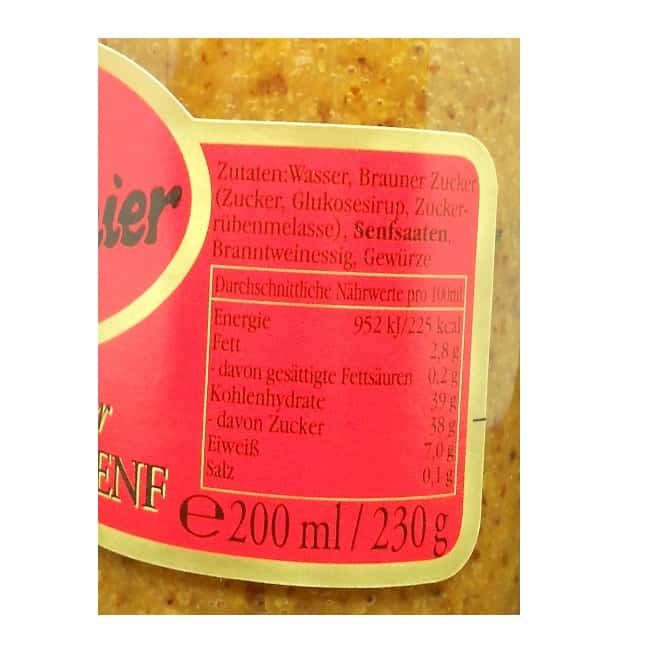 ier
Zutaten:Wasser, Brauner Zucker
(Zucker, Glukosesirup, Zucker-
rübenmelasse), Senfsaaten,
Branntweinessig, Gewürze
Durchschnittliche Nährwerte pro 100ml
Energie 952 kJ/225 kcal
Fett 2,8 g
- davon gesättigte Fettsäuren 0,2 g
Kohlenhydrate 39 g
- davon Zucker 38 g
Eiweiß 7,0 g
Salz 0,1 g
r
ENF
℮ 200 ml / 230 g